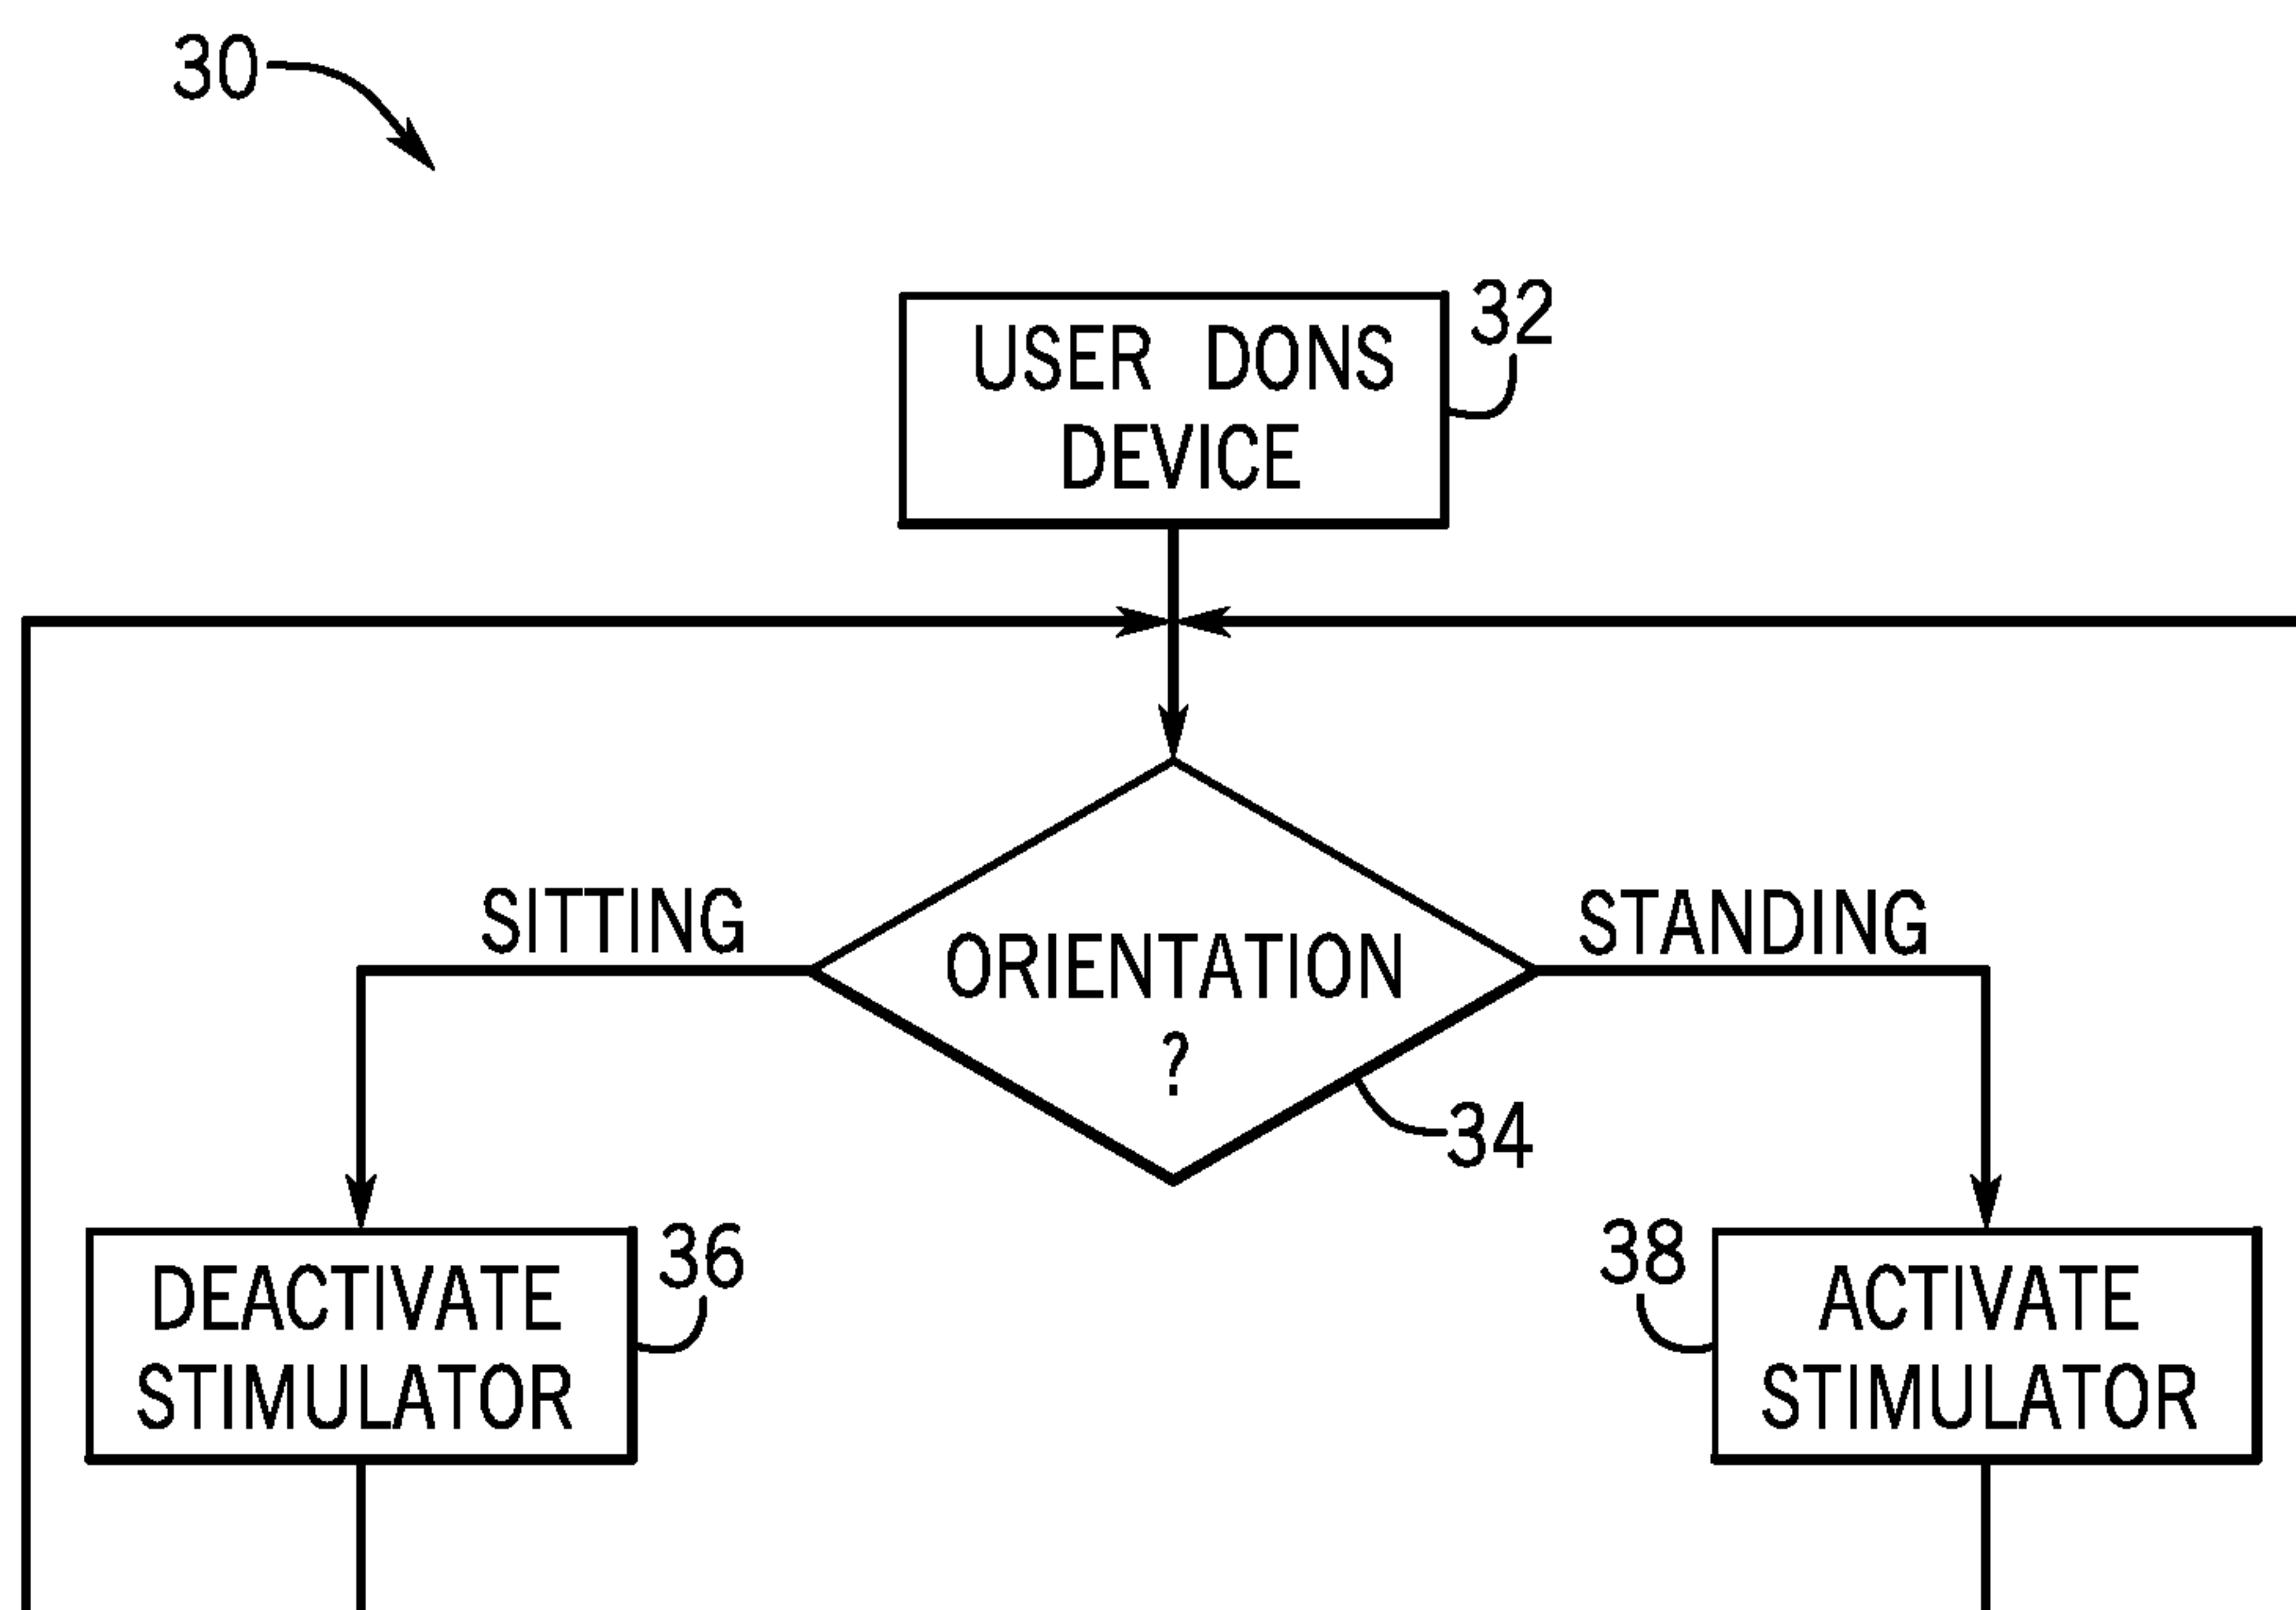 30
32
USER DONS
DEVICE
SITTING
STANDING
ORIENTATION
?
34
36
38
DEACTIVATE
STIMULATOR
ACTIVATE
STIMULATOR